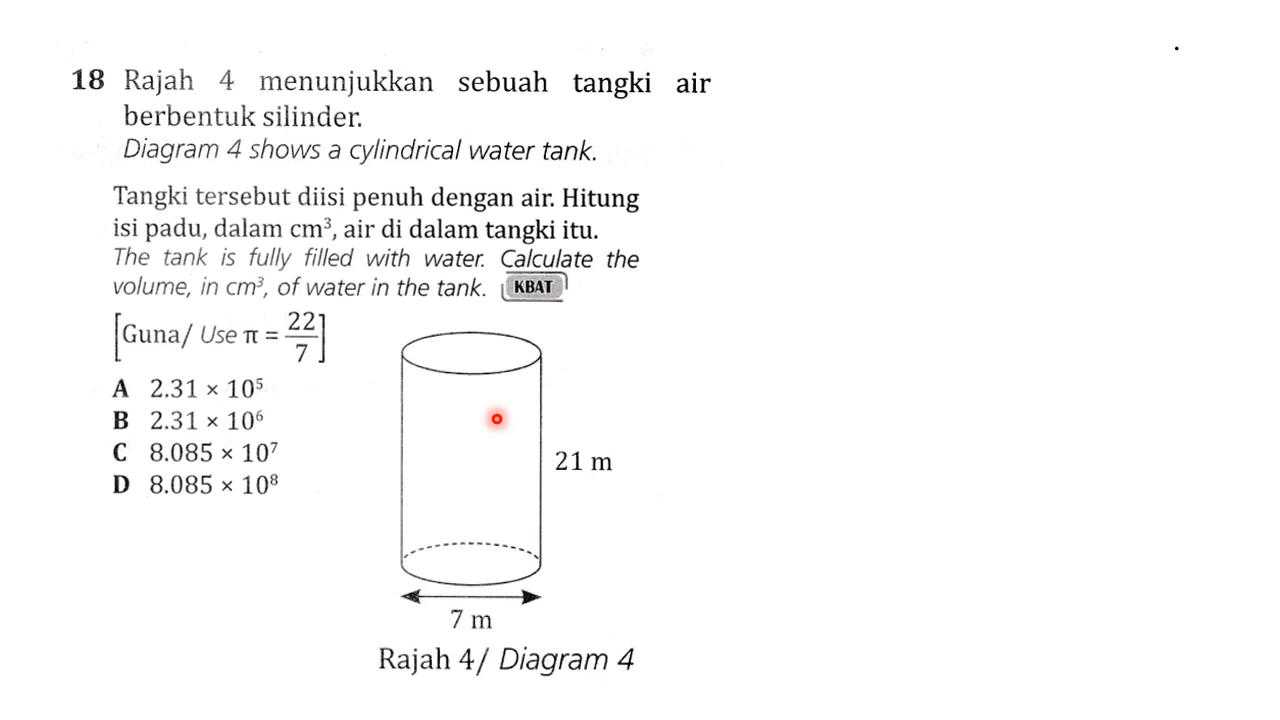 18 Rajah 4 menunjukkan sebuah tangki air
berbentuk silinder.
Diagram 4 shows a cylindrical water tank.
Tangki tersebut diisi penuh dengan air. Hitung
isi padu, dalam cm³, air di dalam tangki itu.
The tank is fully filled with water. Calculate the
volume, in cm³, of water in the tank. KBAT
[Guna/ Use π = 22/7]
A 2.31 × 10⁵
B 2.31 × 10⁶
C 8.085 × 10⁷
D 8.085 × 10⁸
21 m
7 m
Rajah 4/ Diagram 4